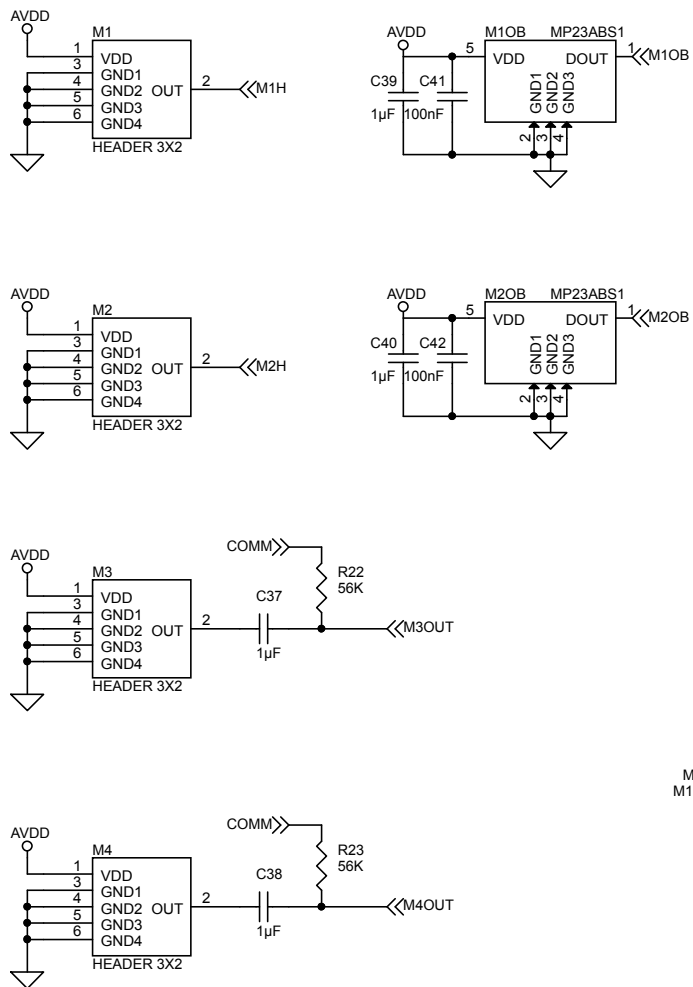 AVDD
M1
1 VDD
3 GND1
4 GND2 OUT 2 M1H
5 GND3
6 GND4
HEADER 3X2
AVDD
M1OB MP23ABS1
5 VDD DOUT 1 M1OB
C39 C41
1µF 100nF
GND1
GND2
GND3
2
3
4
AVDD
M2
1 VDD
3 GND1
4 GND2 OUT 2 M2H
5 GND3
6 GND4
HEADER 3X2
AVDD
M2OB MP23ABS1
5 VDD DOUT 1 M2OB
C40 C42
1µF 100nF
GND1
GND2
GND3
2
3
4
AVDD
M3
1 VDD
3 GND1
4 GND2 OUT 2
5 GND3
6 GND4
HEADER 3X2
COMM
R22
56K
C37
1µF
M3OUT
M
M1
AVDD
M4
1 VDD
3 GND1
4 GND2 OUT 2
5 GND3
6 GND4
HEADER 3X2
COMM
R23
56K
C38
1µF
M4OUT